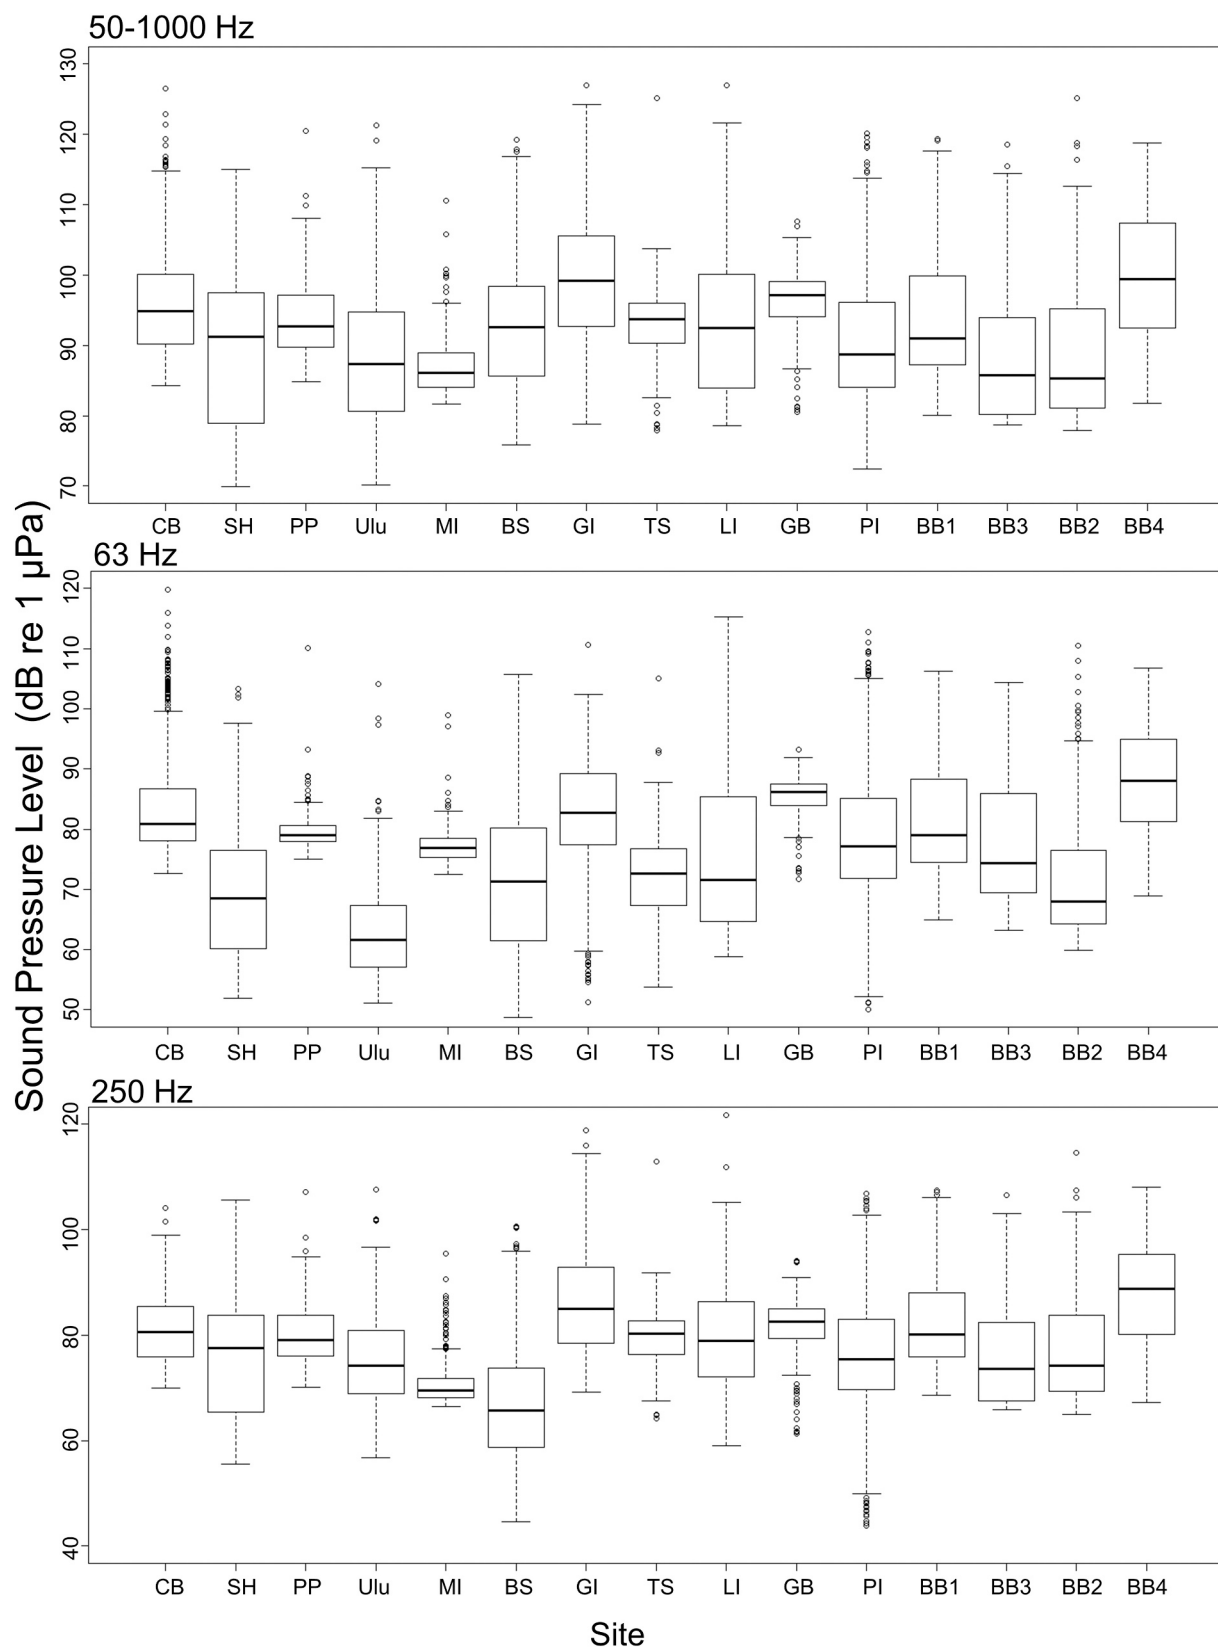 50-1000 Hz
130
120
110
100
90
80
70
CB SH PP Ulu MI BS GI TS LI GB PI BB1 BB3 BB2 BB4
63 Hz
120
110
100
90
80
70
60
50
CB SH PP Ulu MI BS GI TS LI GB PI BB1 BB3 BB2 BB4
250 Hz
120
100
80
60
40
CB SH PP Ulu MI BS GI TS LI GB PI BB1 BB3 BB2 BB4
Sound Pressure Level (dB re 1 µPa)
Site